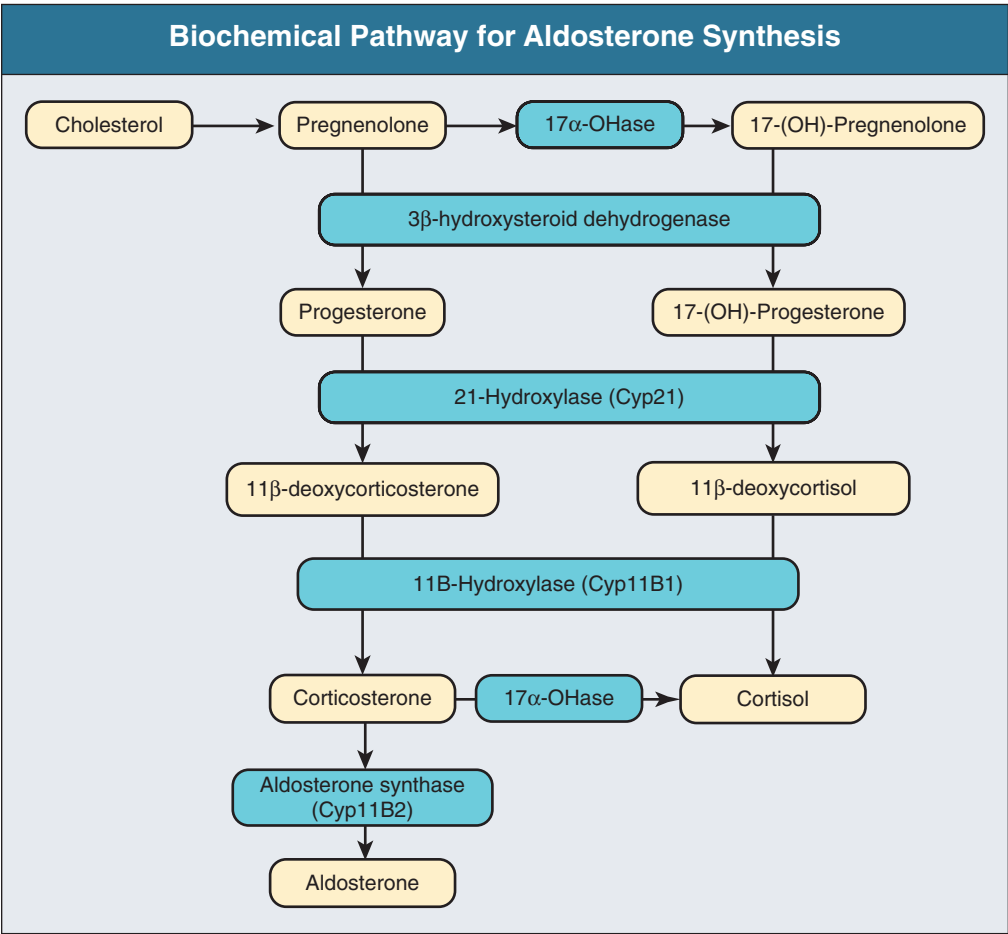 Biochemical Pathway for Aldosterone Synthesis
Cholesterol
Pregnenolone
17α-OHase
17-(OH)-Pregnenolone
3β-hydroxysteroid dehydrogenase
Progesterone
17-(OH)-Progesterone
21-Hydroxylase (Cyp21)
11β-deoxycorticosterone
11β-deoxycortisol
11B-Hydroxylase (Cyp11B1)
Corticosterone
17α-OHase
Cortisol
Aldosterone synthase
(Cyp11B2)
Aldosterone